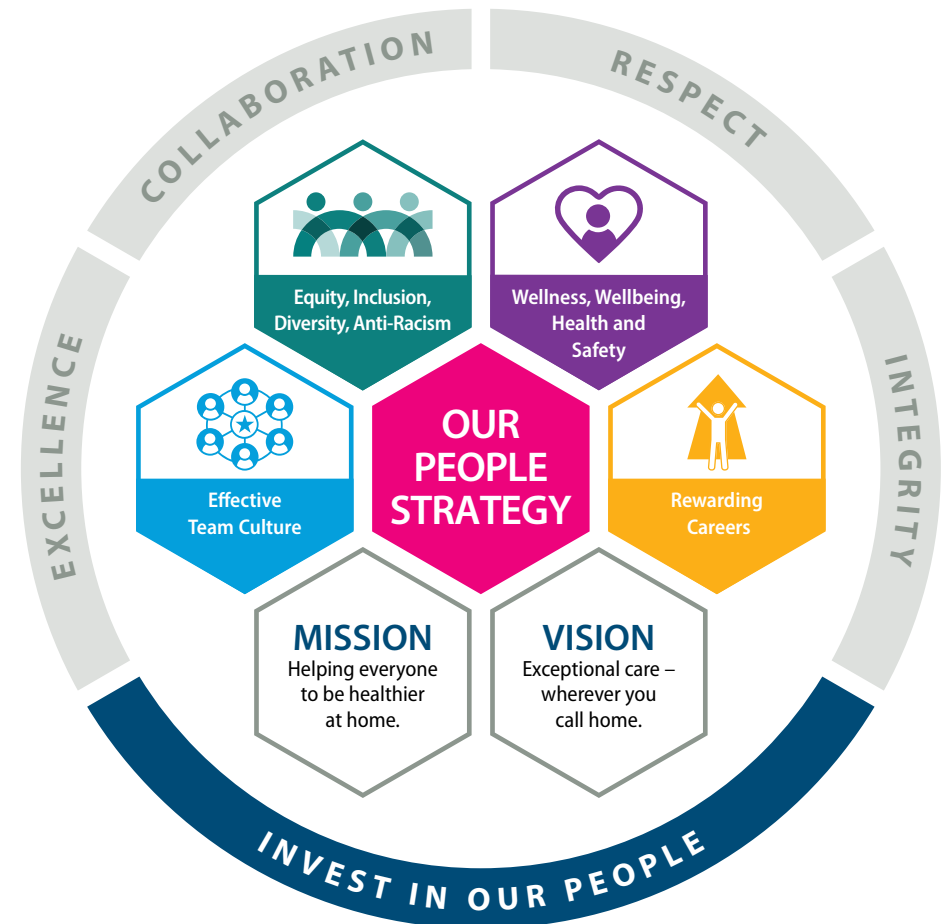 COLLABORATION
RESPECT
EXCELLENCE
INTEGRITY
Equity, Inclusion,
Diversity, Anti-Racism
Wellness, Wellbeing,
Health and
Safety
Effective
Team Culture
OUR
PEOPLE
STRATEGY
Rewarding
Careers
MISSION
Helping everyone
to be healthier
at home.
VISION
Exceptional care –
wherever you
call home.
INVEST IN OUR PEOPLE